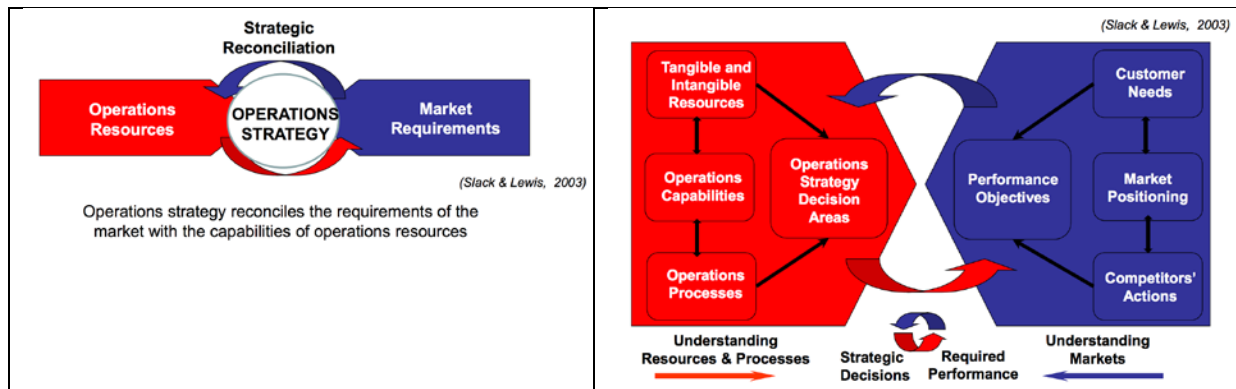 Strategic
Reconciliation
Operations
Resources
OPERATIONS
STRATEGY
Market
Requirements
(Slack & Lewis, 2003)
Operations strategy reconciles the requirements of the
market with the capabilities of operations resources
(Slack & Lewis, 2003)
Tangible and
Intangible
Resources
Operations
Capabilities
Operations
Processes
Operations
Strategy
Decision
Areas
Performance
Objectives
Customer
Needs
Market
Positioning
Competitors'
Actions
Understanding
Resources & Processes
Strategic
Decisions
Required
Performance
Understanding
Markets